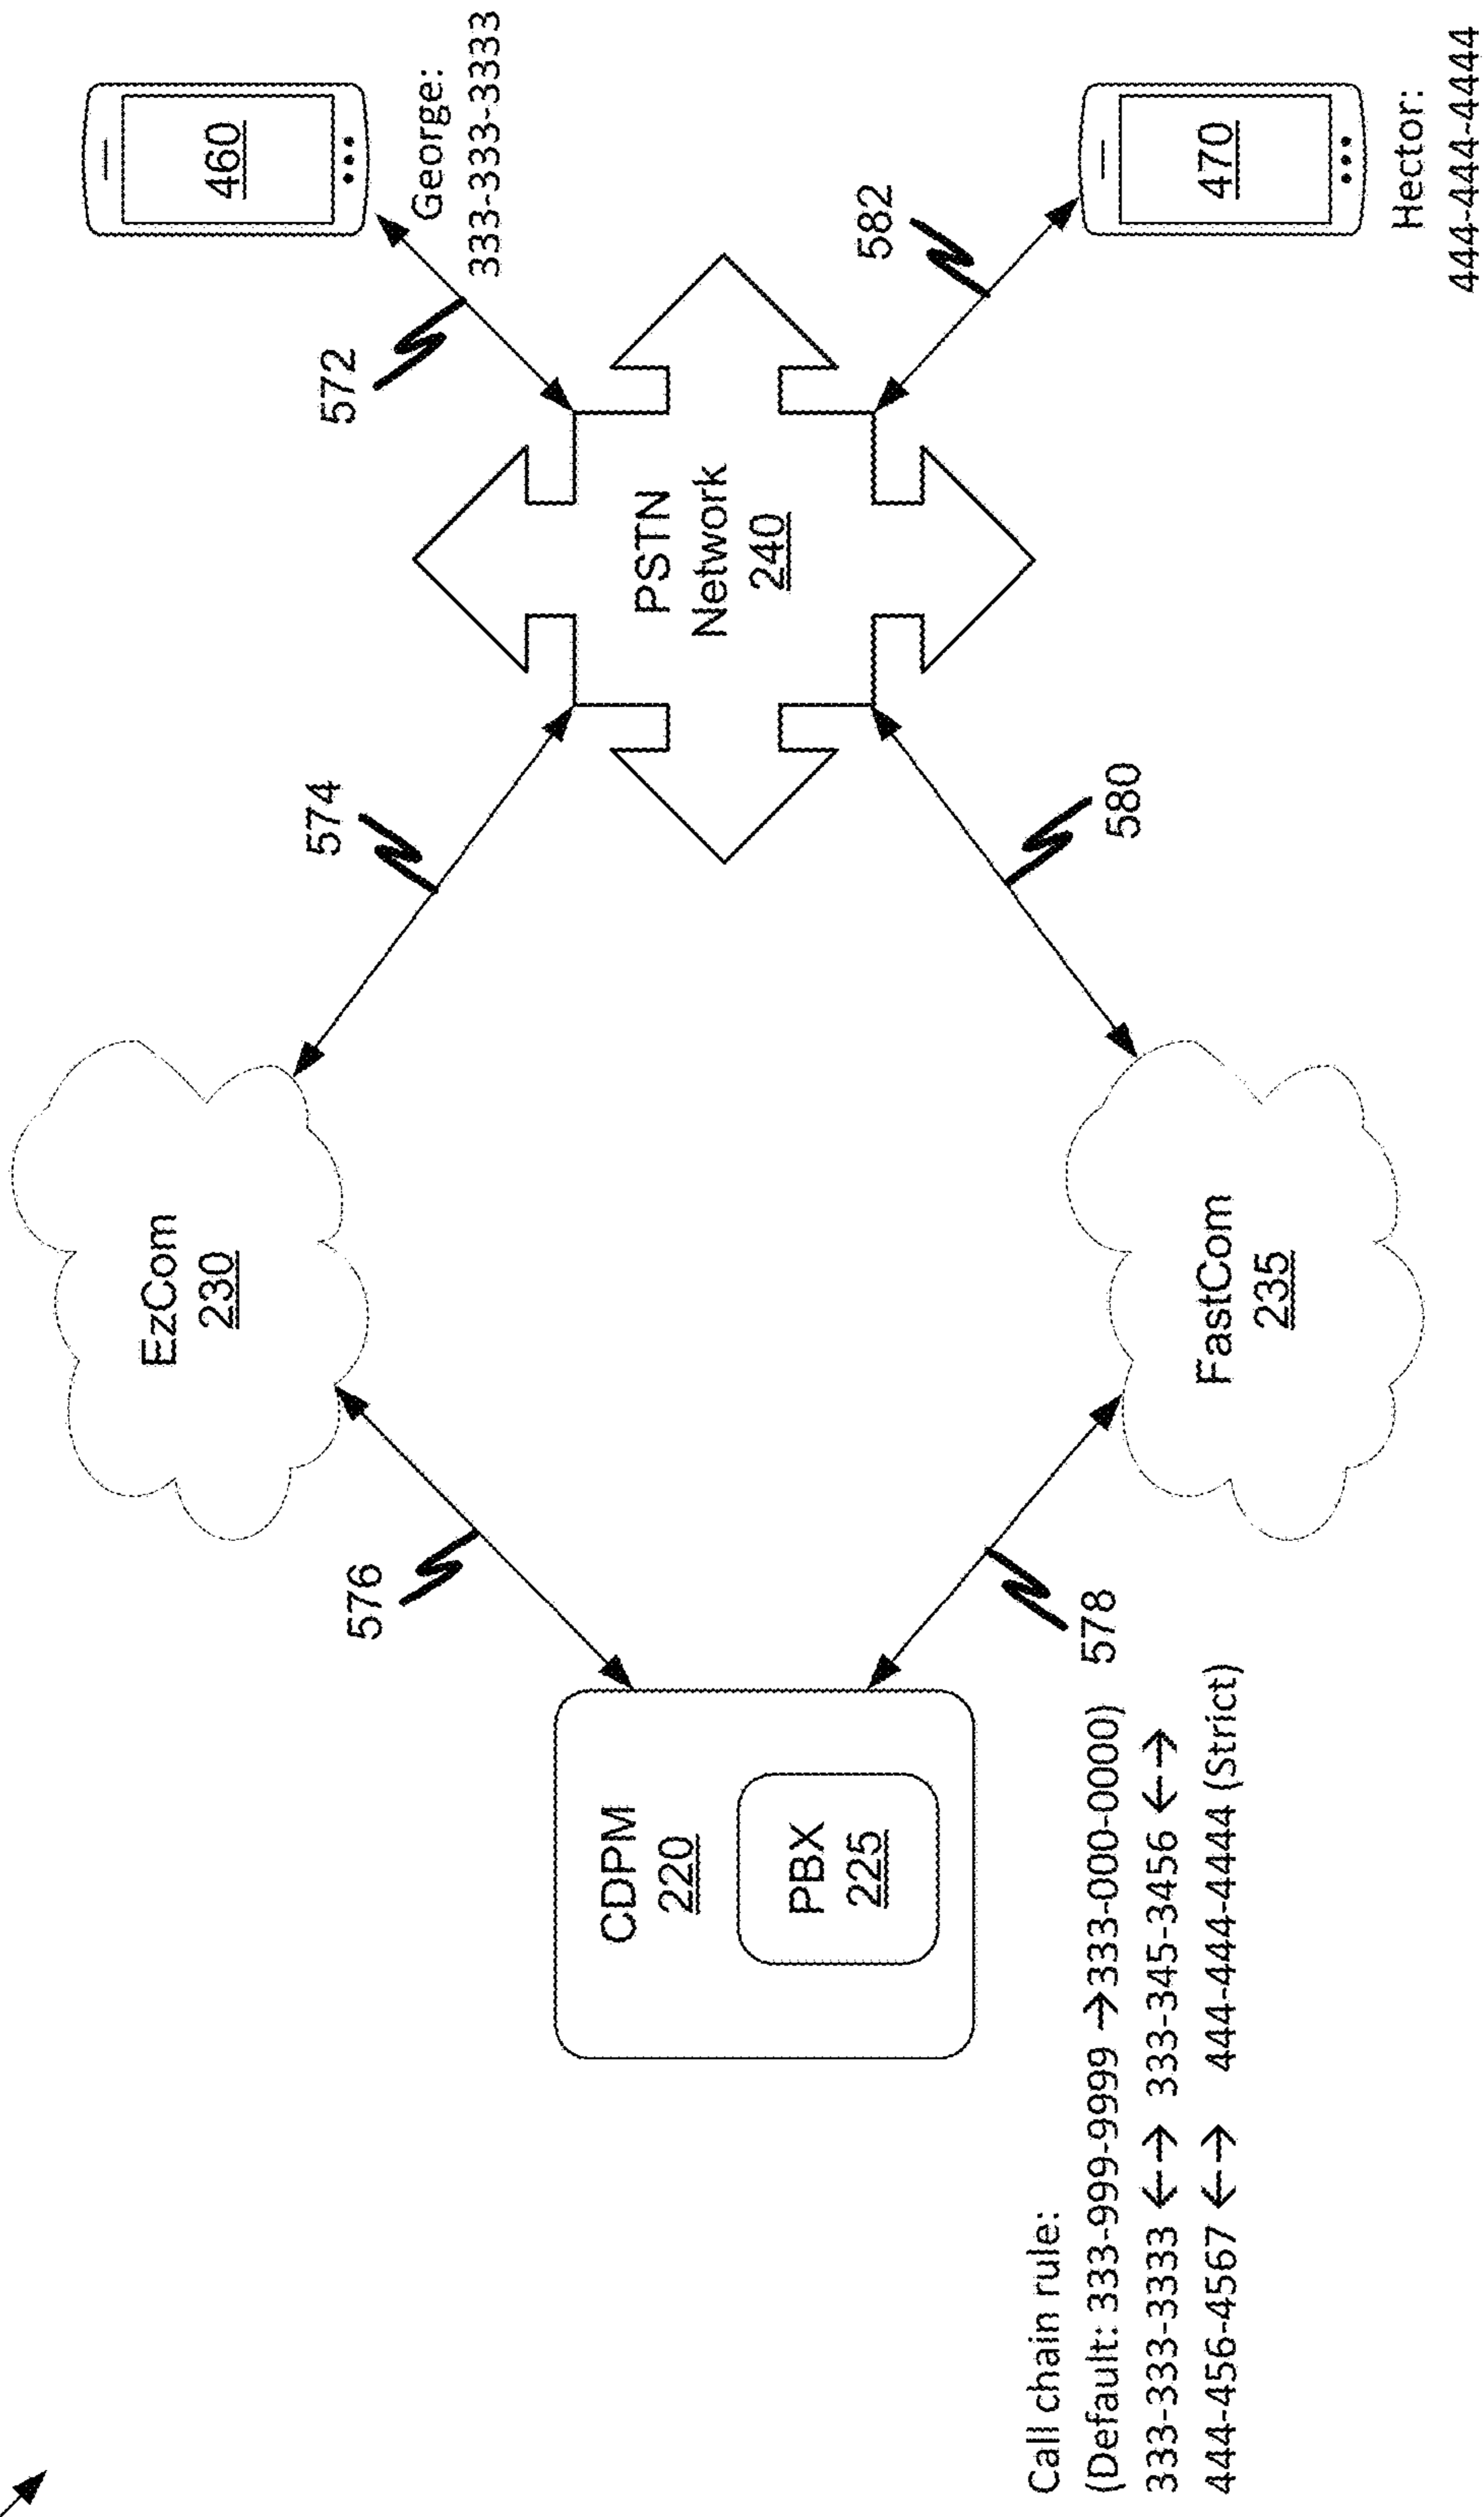 EzCom
230
576
574
572
460
George:
333-333-3333
CDPM
220
PBX
225
PSTN
Network
240
Call chain rule:
(Default: 333-999-9999 →333-000-0000)
333-333-3333 ←→ 333-345-3456 ←→
444-456-4567 ←→ 444-444-4444 (Strict)
578
FastCom
235
580
582
470
Hector:
444-444-4444